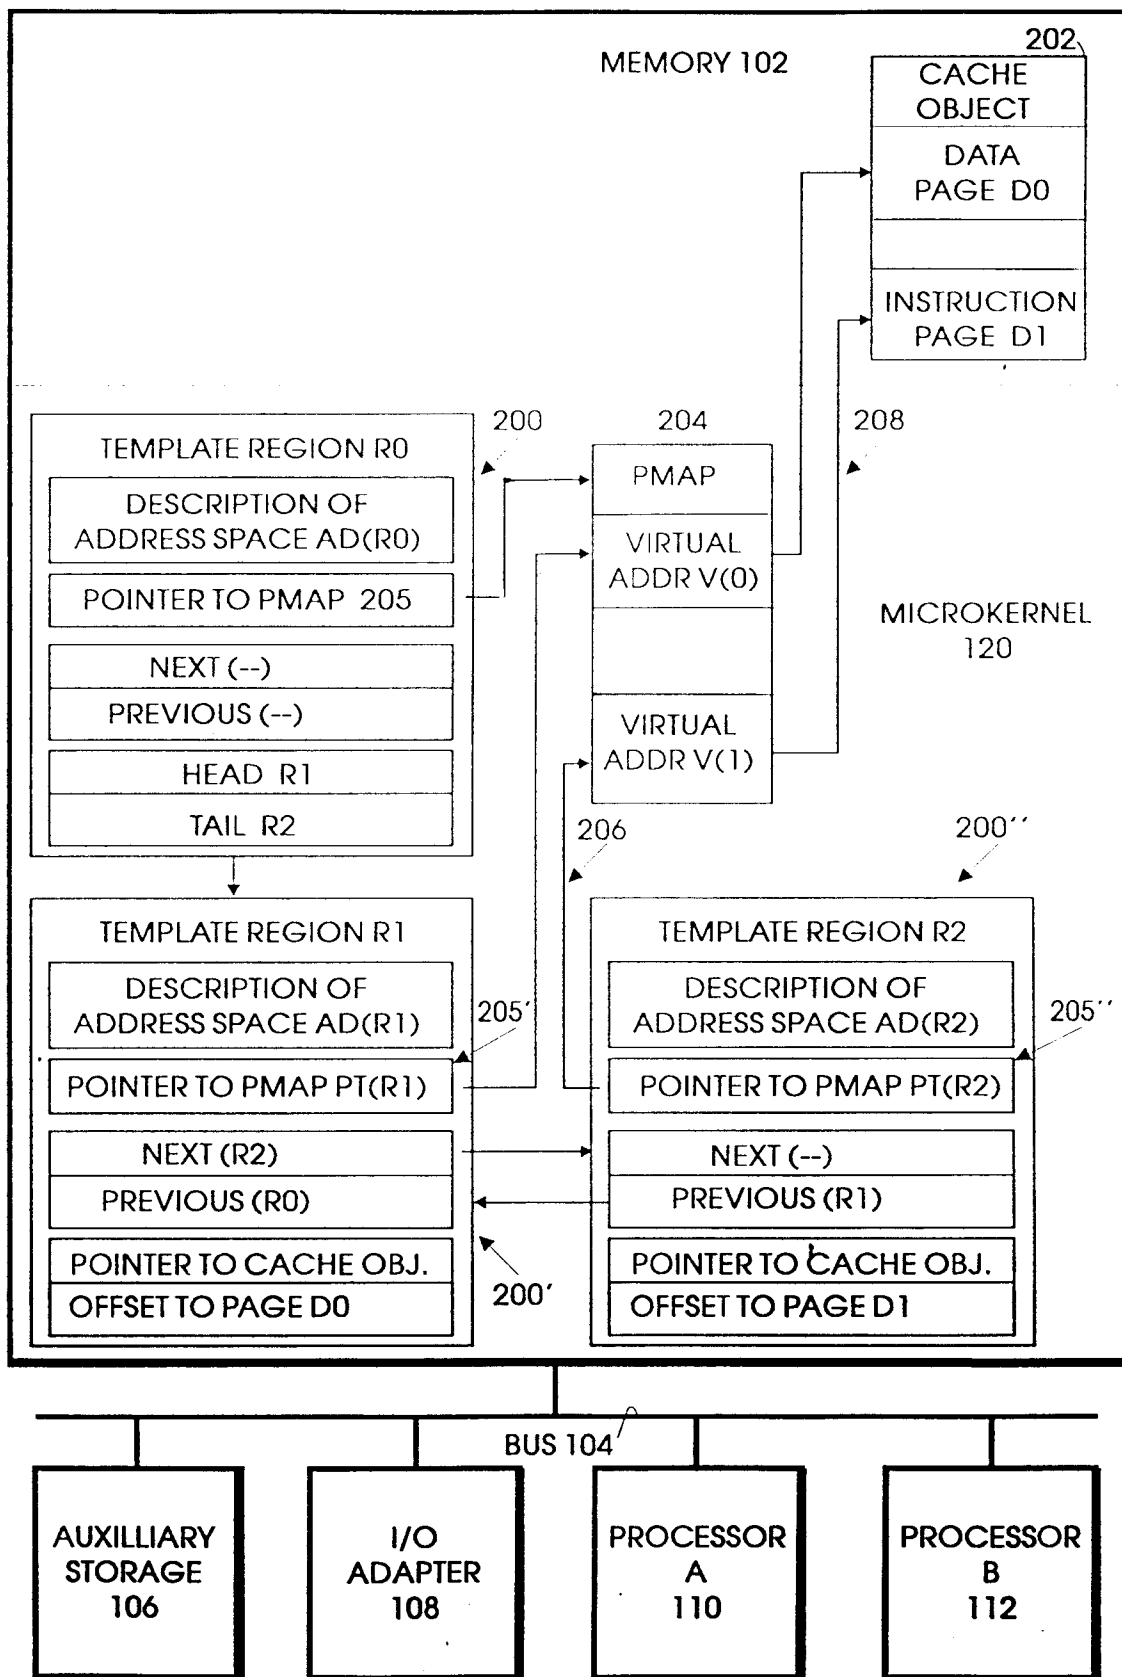 202
MEMORY 102
CACHE
OBJECT
DATA
PAGE D0
INSTRUCTION
PAGE D1
200
204
208
TEMPLATE REGION R0
DESCRIPTION OF
ADDRESS SPACE AD(R0)
POINTER TO PMAP 205
NEXT (--)
PREVIOUS (--)
HEAD R1
TAIL R2
PMAP
VIRTUAL
ADDR V(0)
VIRTUAL
ADDR V(1)
MICROKERNEL
120
206
200''
TEMPLATE REGION R1
DESCRIPTION OF
ADDRESS SPACE AD(R1)
205'
POINTER TO PMAP PT(R1)
NEXT (R2)
PREVIOUS (R0)
POINTER TO CACHE OBJ.
OFFSET TO PAGE D0
200'
TEMPLATE REGION R2
DESCRIPTION OF
ADDRESS SPACE AD(R2)
205''
POINTER TO PMAP PT(R2)
NEXT (--)
PREVIOUS (R1)
POINTER TO CACHE OBJ.
OFFSET TO PAGE D1
BUS 104
AUXILLIARY
STORAGE
106
I/O
ADAPTER
108
PROCESSOR
A
110
PROCESSOR
B
112